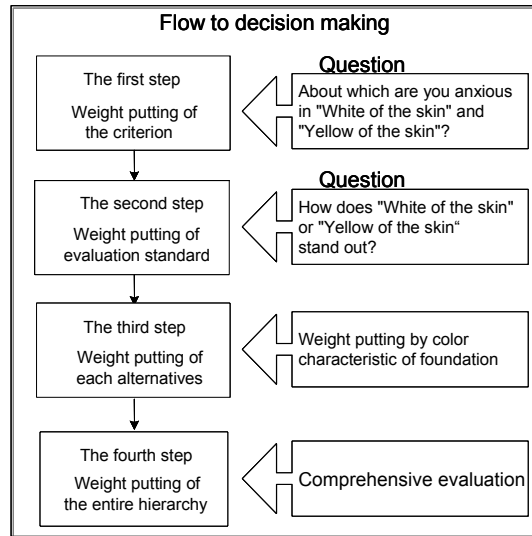 Flow to decision making
The first step
Weight putting of
the criterion
Question
About which are you anxious
in "White of the skin" and
"Yellow of the skin"?
The second step
Weight putting of
evaluation standard
Question
How does "White of the skin"
or "Yellow of the skin“
stand out?
The third step
Weight putting of
each alternatives
Weight putting by color
characteristic of foundation
The fourth step
Weight putting of
the entire hierarchy
Comprehensive evaluation